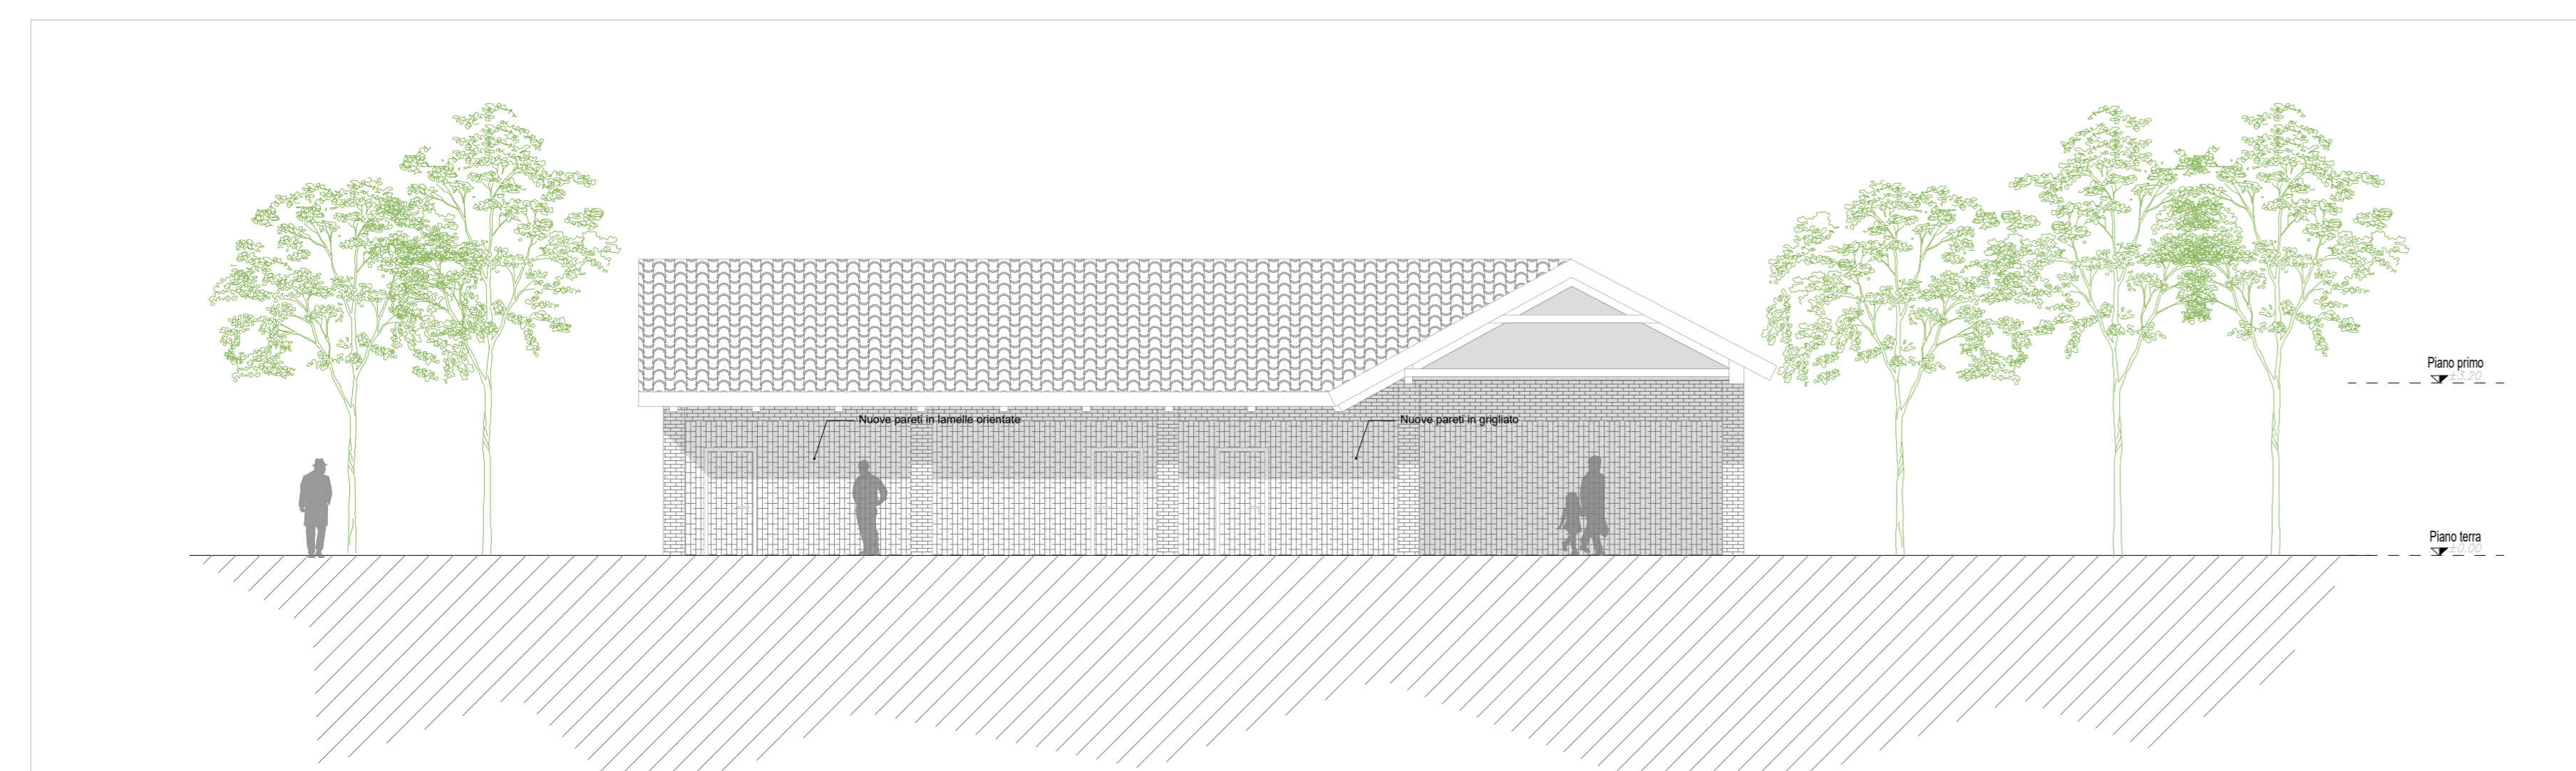 Piano primo
±3.20
Nuove pareti in lamelle orientate
Nuove pareti in grigliato
Piano terra
±0.00